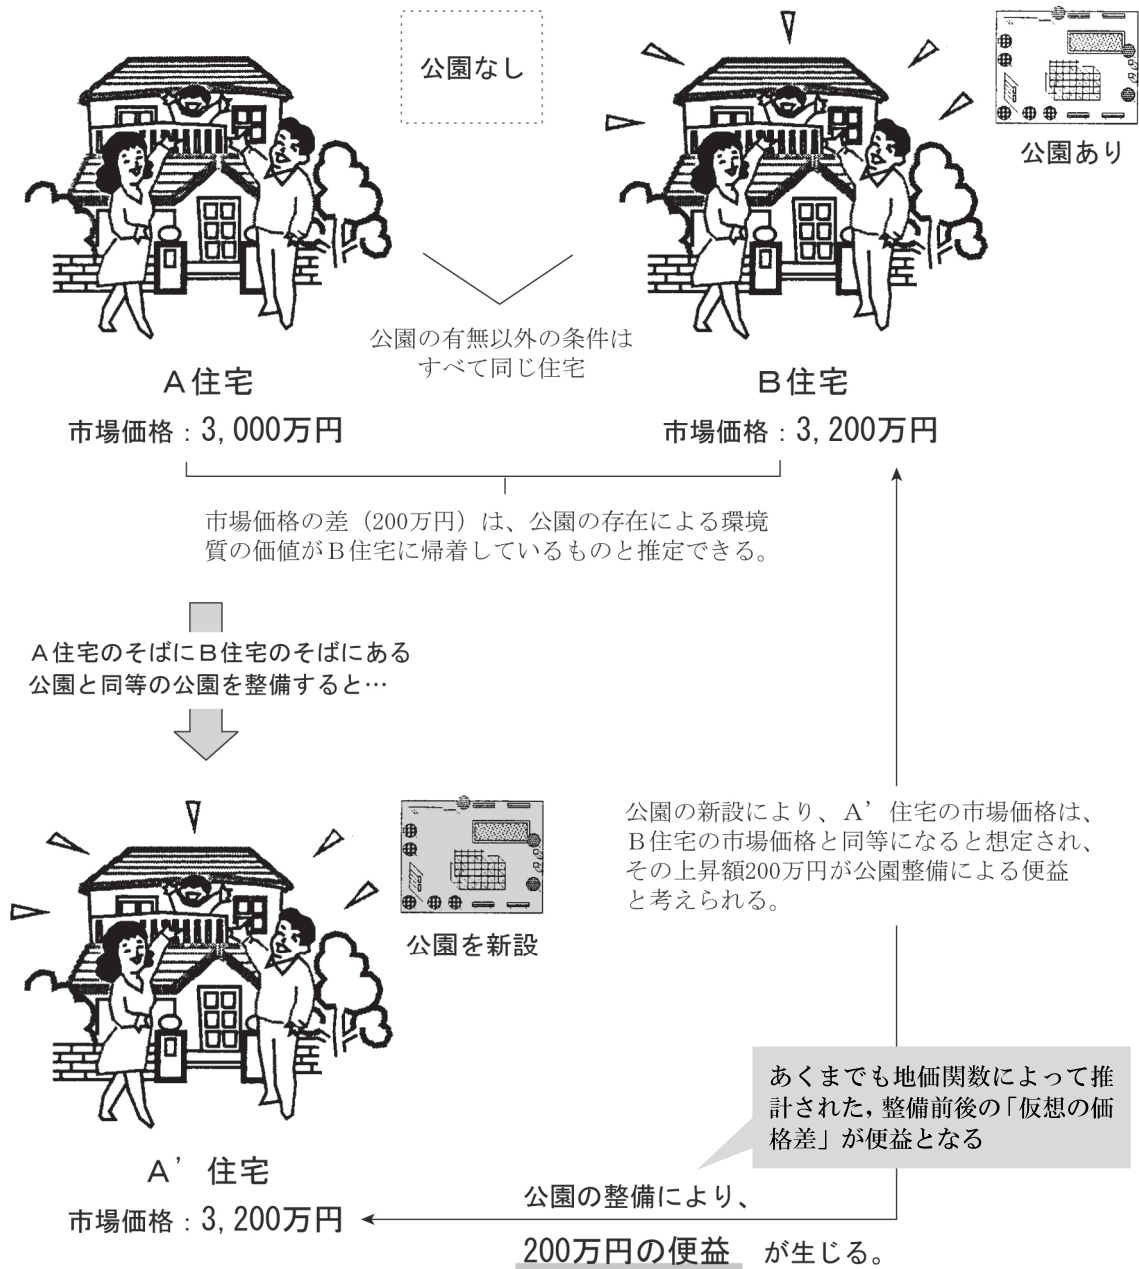 公園なし
公園あり
公園の有無以外の条件は
すべて同じ住宅
A住宅
市場価格：3,000万円
B住宅
市場価格：3,200万円
市場価格の差（200万円）は、公園の存在による環境
質の価値がB住宅に帰着しているものと推定できる。
A住宅のそばにB住宅のそばにある
公園と同等の公園を整備すると…
公園を新設
公園の新設により、A’住宅の市場価格は、
B住宅の市場価格と同等になると想定され、
その上昇額200万円が公園整備による便益
と考えられる。
あくまでも地価関数によって推
計された，整備前後の「仮想の価
格差」が便益となる
A’住宅
市場価格：3,200万円
公園の整備により、
200万円の便益 が生じる。